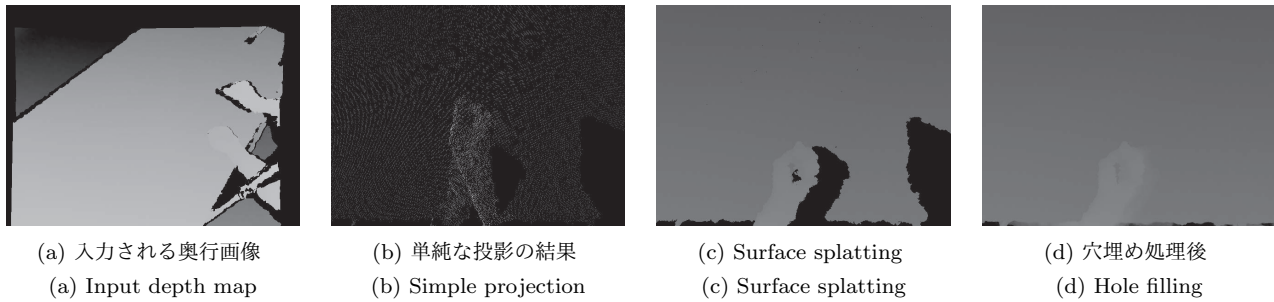 (a) 入力される奥行画像
(b) 単純な投影の結果
(c) Surface splatting
(d) 穴埋め処理後
(a) Input depth map
(b) Simple projection
(c) Surface splatting
(d) Hole filling